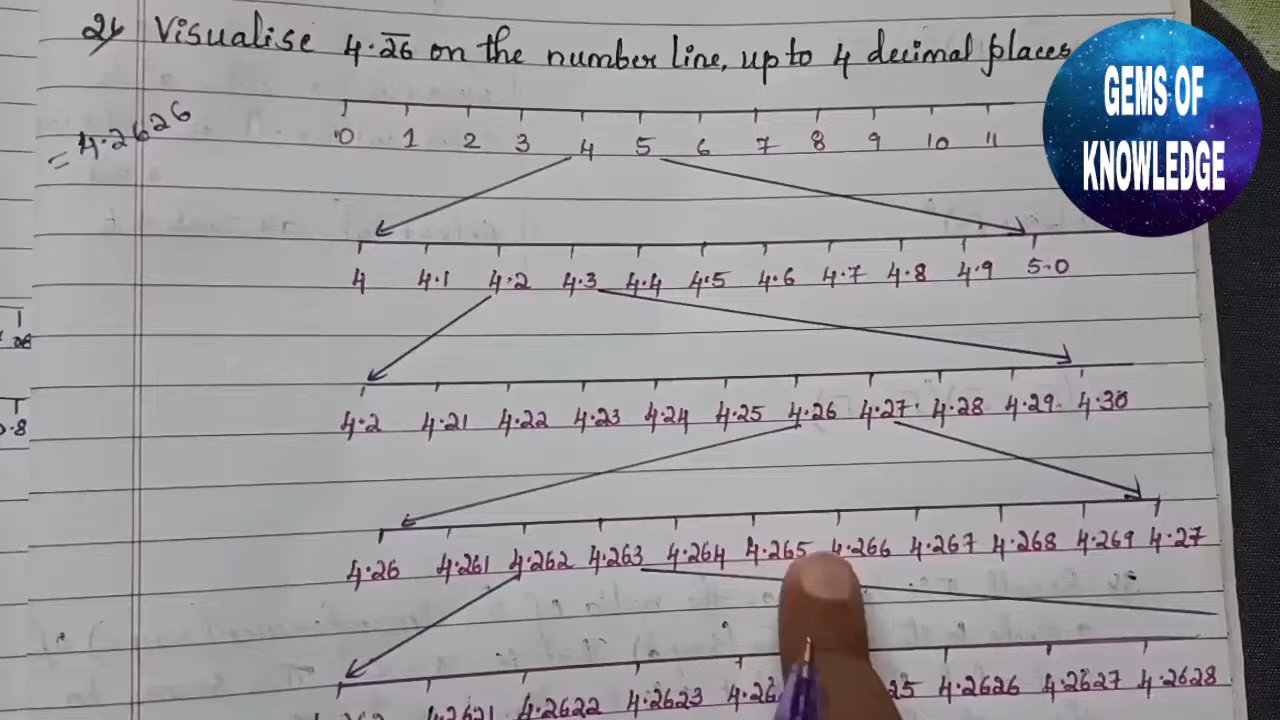 2) Visualise 4.2̅6̅ on the number line, up to 4 decimal places
GEMS OF
KNOWLEDGE
= 4.2626
0 1 2 3 4 5 6 7 8 9 10 11
4 4.1 4.2 4.3 4.4 4.5 4.6 4.7 4.8 4.9 5.0
4.2 4.21 4.22 4.23 4.24 4.25 4.26 4.27 4.28 4.29 4.30
4.26 4.261 4.262 4.263 4.264 4.265 4.266 4.267 4.268 4.269 4.27
4.2621 4.2622 4.2623 4.26 25 4.2626 4.2627 4.2628